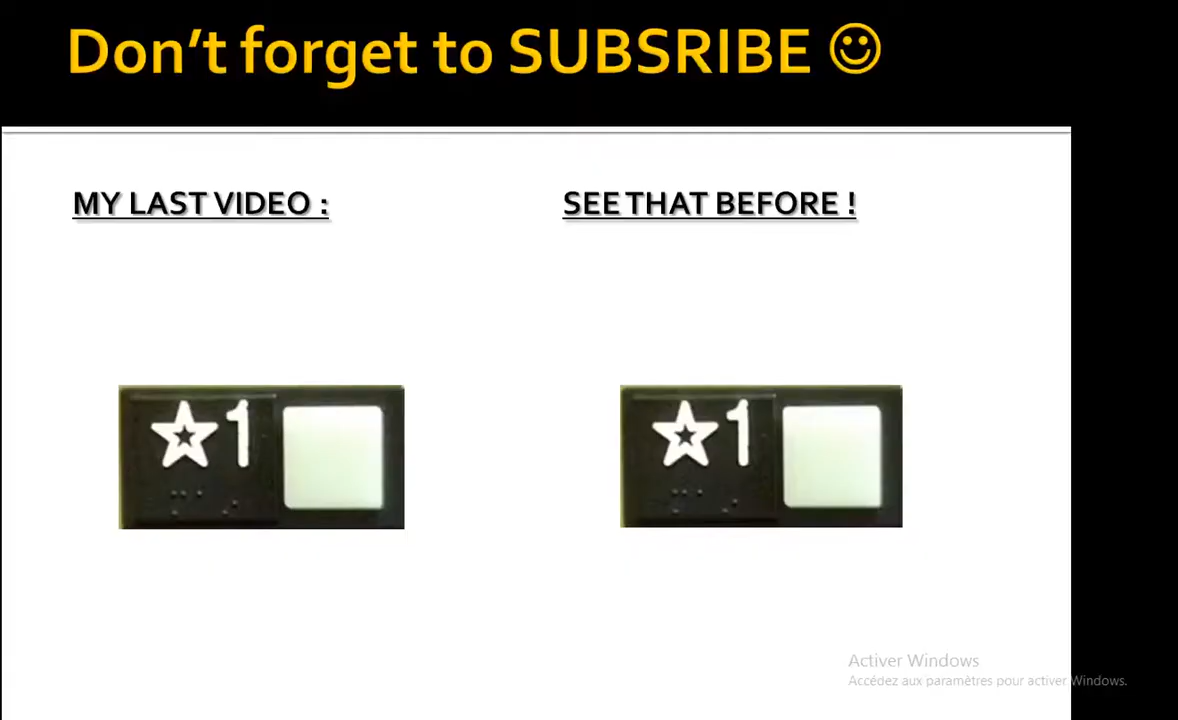 Don't forget to SUBSRIBE ☺
MY LAST VIDEO :
SEE THAT BEFORE !
☆1
☆1
Activer Windows
Accédez aux paramètres pour activer Windows.